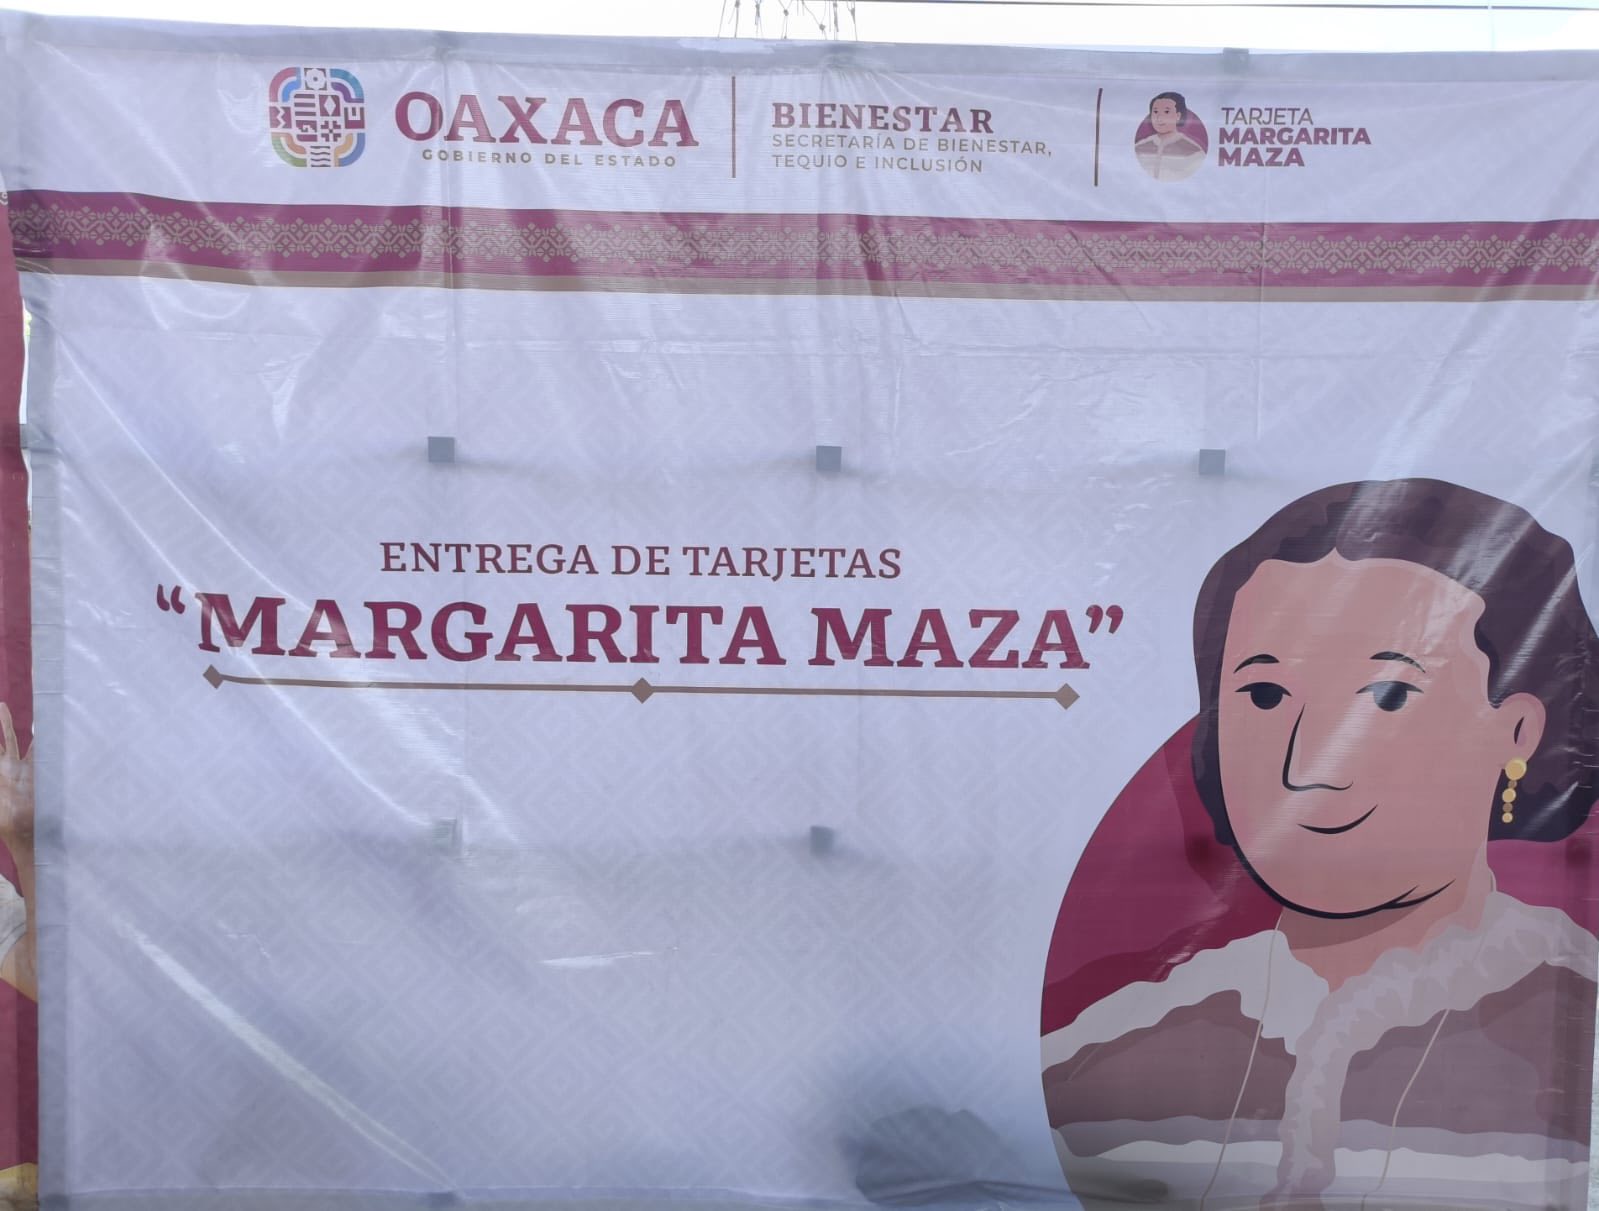 OAXACA
GOBIERNO DEL ESTADO
BIENESTAR
SECRETARÍA DE BIENESTAR,
TEQUIO E INCLUSIÓN
TARJETA
MARGARITA
MAZA
ENTREGA DE TARJETAS
“MARGARITA MAZA”